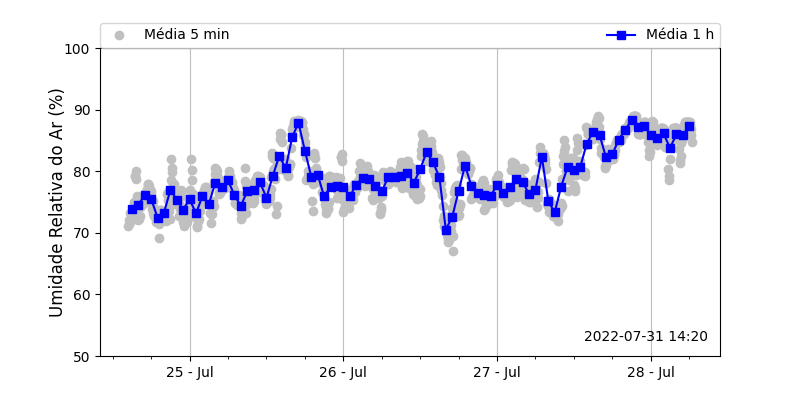 Média 5 min
Média 1 h
Umidade Relativa do Ar (%)
100
90
80
70
60
50
2022-07-31 14:20
25 - Jul
26 - Jul
27 - Jul
28 - Jul